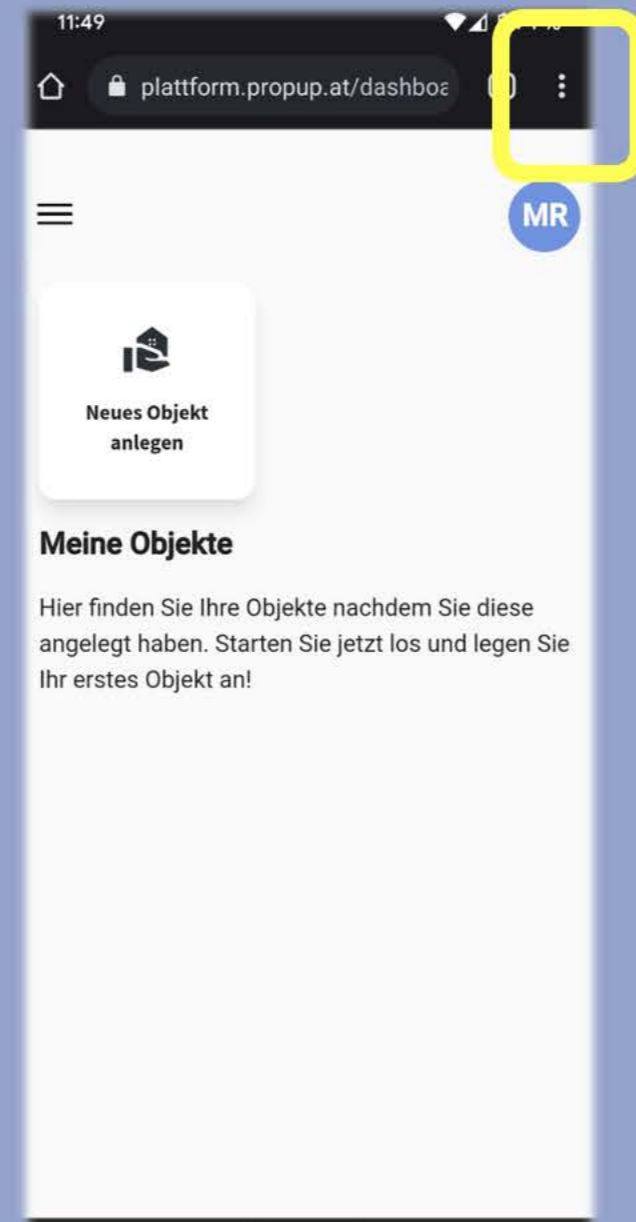 11:49
plattform.propup.at/dashboa
MR
Neues Objekt
anlegen
Meine Objekte
Hier finden Sie Ihre Objekte nachdem Sie diese
angelegt haben. Starten Sie jetzt los und legen Sie
Ihr erstes Objekt an!